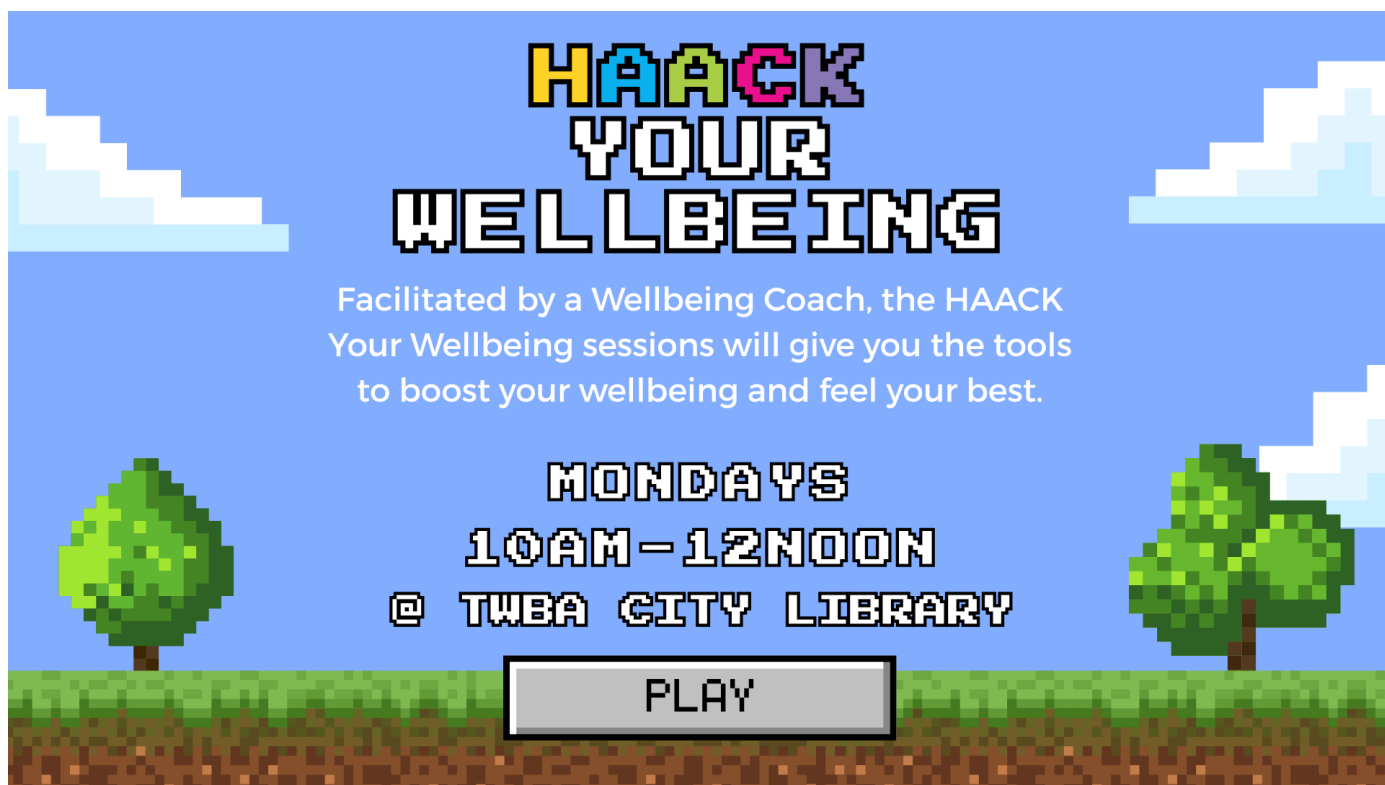 HAACK
YOUR
WELLBEING
Facilitated by a Wellbeing Coach, the HAACK
Your Wellbeing sessions will give you the tools
to boost your wellbeing and feel your best.
MONDAYS
10AM-12NOON
@ TWBA CITY LIBRARY
PLAY